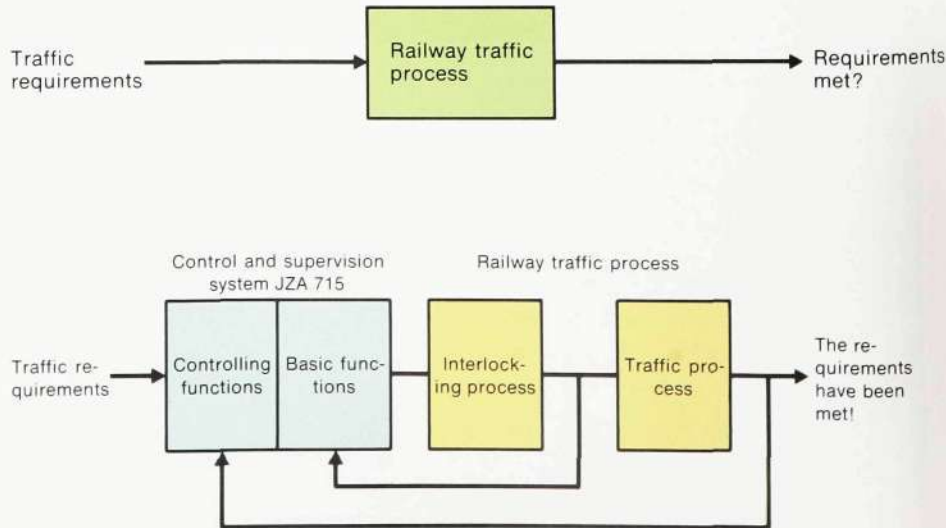 Traffic
requirements
Railway traffic
process
Requirements
met?
Control and supervision
system JZA 715
Railway traffic process
Traffic re-
quirements
Controlling
functions
Basic func-
tions
Interlock-
ing process
Traffic pro-
cess
The re-
quirements
have been
met!